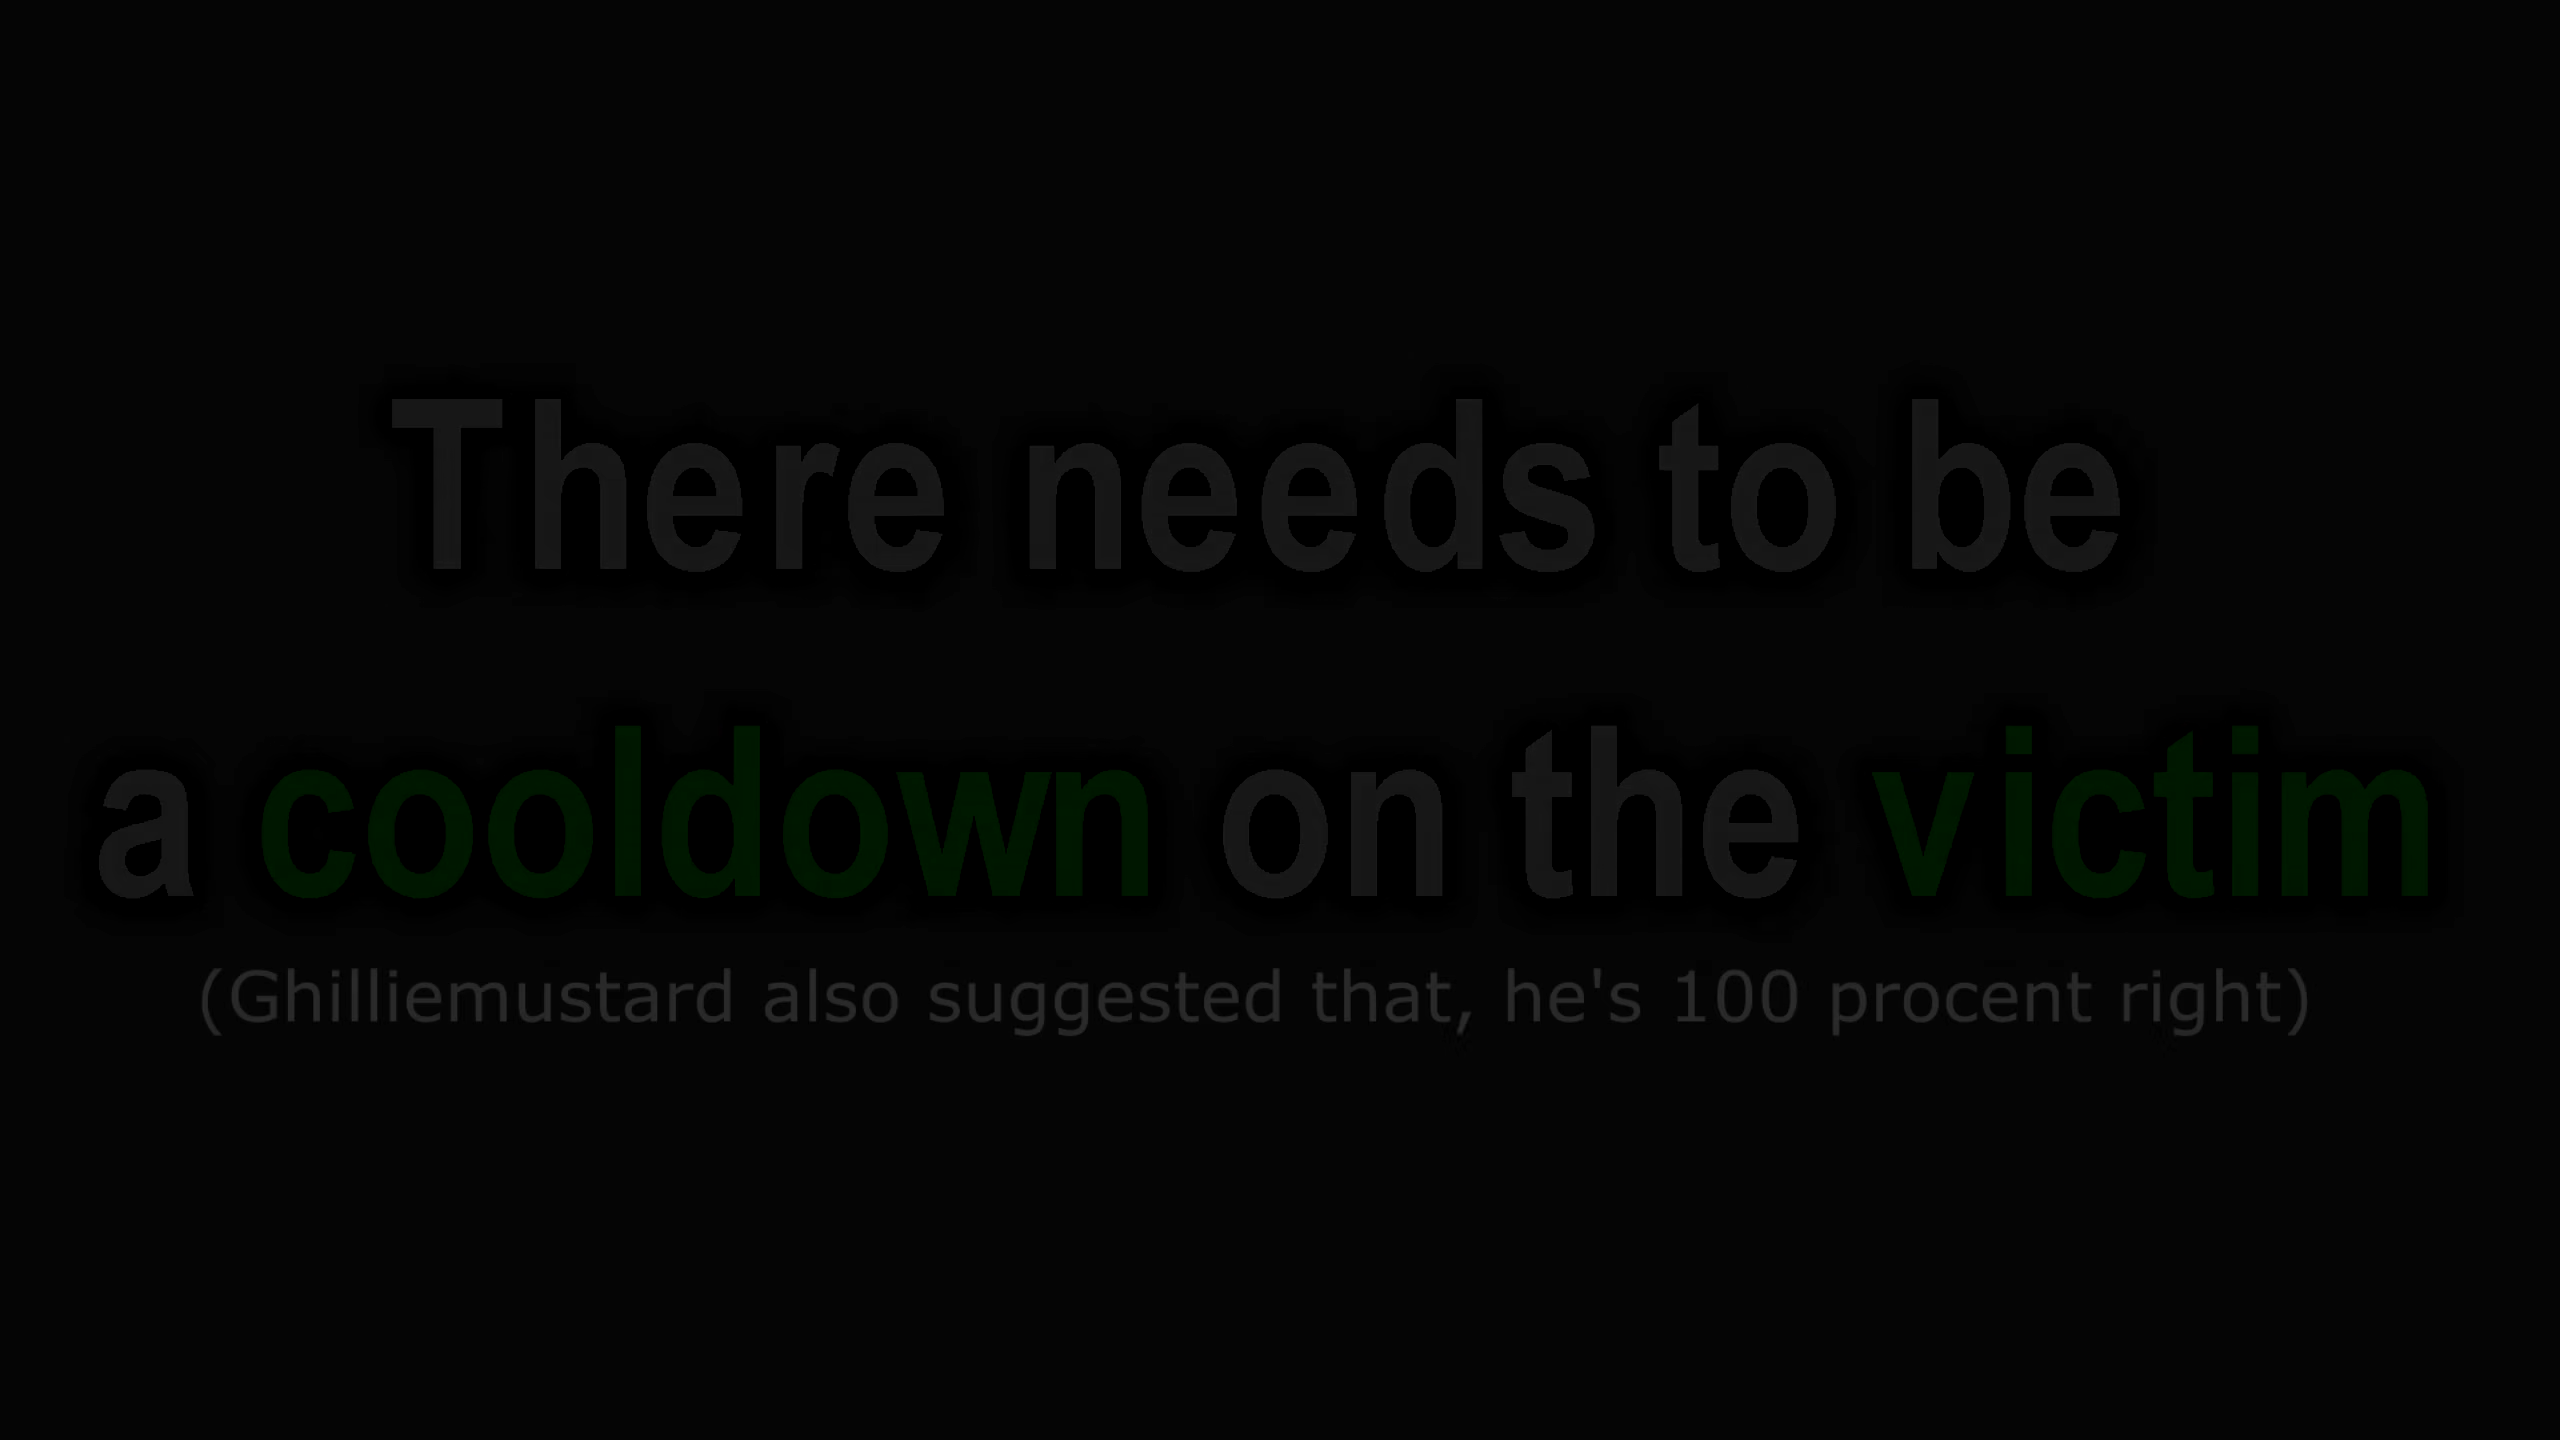 There needs to be
a cooldown on the victim
(Ghilliemustard also suggested that, he's 100 procent right)